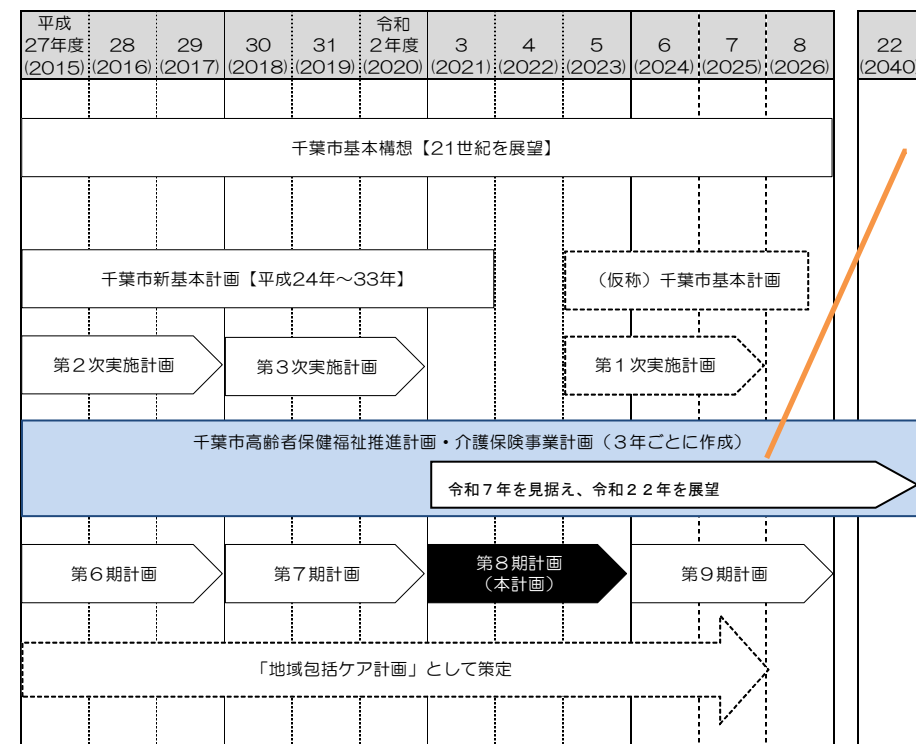 平成 令和
27年度 28 29 30 31 2年度 3 4 5 6 7 8 22
(2015) (2016) (2017) (2018) (2019) (2020) (2021) (2022) (2023) (2024) (2025) (2026) (2040
千葉市基本構想【21世紀を展望】
千葉市新基本計画【平成24年～33年】 （仮称）千葉市基本計画
第２次実施計画 第３次実施計画 第１次実施計画
千葉市高齢者保健福祉推進計画・介護保険事業計画（３年ごとに作成）
令和７年を見据え、令和２２年を展望
第６期計画 第７期計画 第８期計画 第９期計画
（本計画）
「地域包括ケア計画」として策定